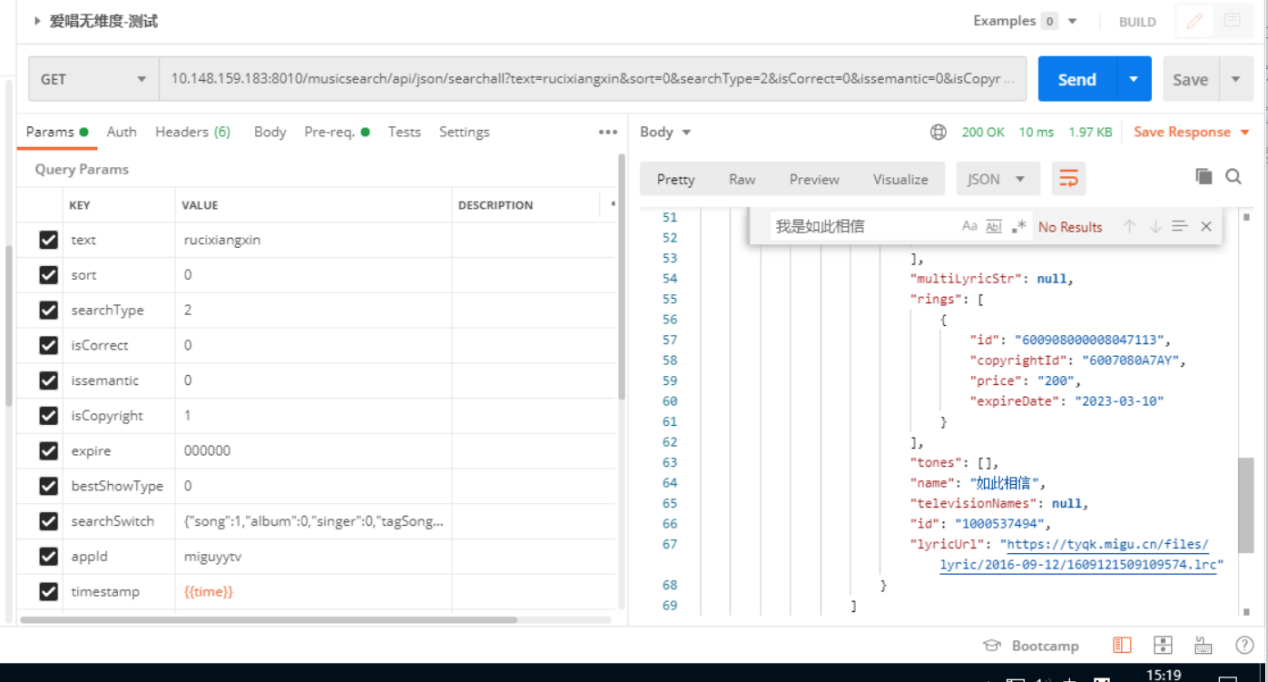 爱唱无维度-测试
Examples 0
BUILD
GET
10.148.159.183:8010/musicsearch/api/json/searchall?text=rucixiangxin&sort=0&searchType=2&isCorrect=0&issemantic=0&isCopyr ...
Send
Save
Params
Auth
Headers (6)
Body
Pre-req.
Tests
Settings
Query Params
KEY VALUE DESCRIPTION
text rucixiangxin
sort 0
searchType 2
isCorrect 0
issemantic 0
isCopyright 1
expire 000000
bestShowType 0
searchSwitch {"song":1,"album":0,"singer":0,"tagSong...
appId miguyytv
timestamp {{time}}
Body
200 OK 10 ms 1.97 KB Save Response
Pretty Raw Preview Visualize JSON
我是如此相信 Aa Abl .* No Results
51
52
53 ],
54 "multiLyricStr": null,
55 "rings": [
56 {
57 "id": "600908000008047113",
58 "copyrightId": "6007080A7AY",
59 "price": "200",
60 "expireDate": "2023-03-10"
61 }
62 ],
63 "tones": [],
64 "name": "如此相信",
65 "televisionNames": null,
66 "id": "1000537494",
67 "lyricUrl": "https://tyqk.migu.cn/files/
lyric/2016-09-12/1609121509109574.lrc"
68 }
69 ]
Bootcamp
15:19